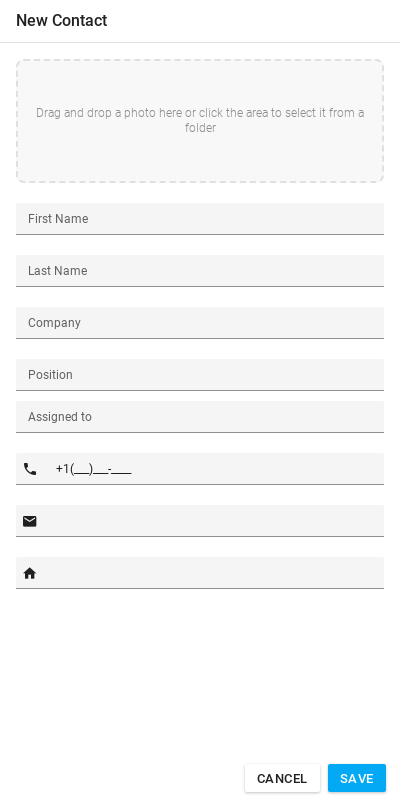 New Contact
Drag and drop a photo here or click the area to select it from a
folder
First Name
Last Name
Company
Position
Assigned to
+1(___)___-____
CANCEL
SAVE